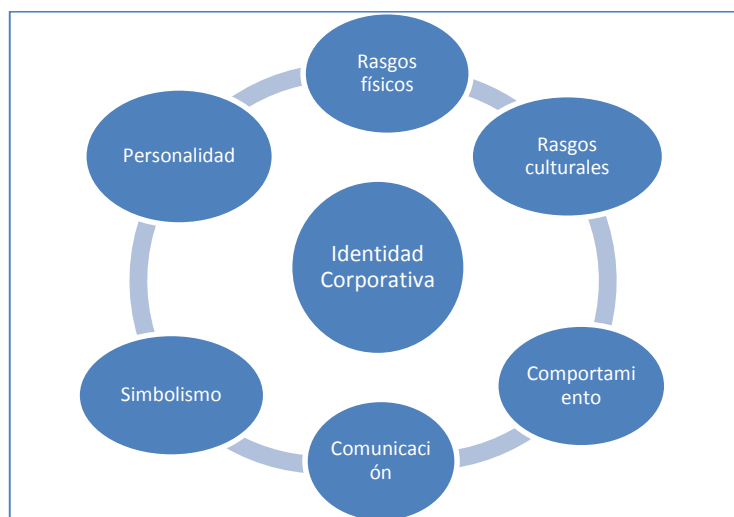 Rasgos
físicos
Rasgos
culturales
Personalidad
Identidad
Corporativa
Comportami
ento
Simbolismo
Comunicaci
ón